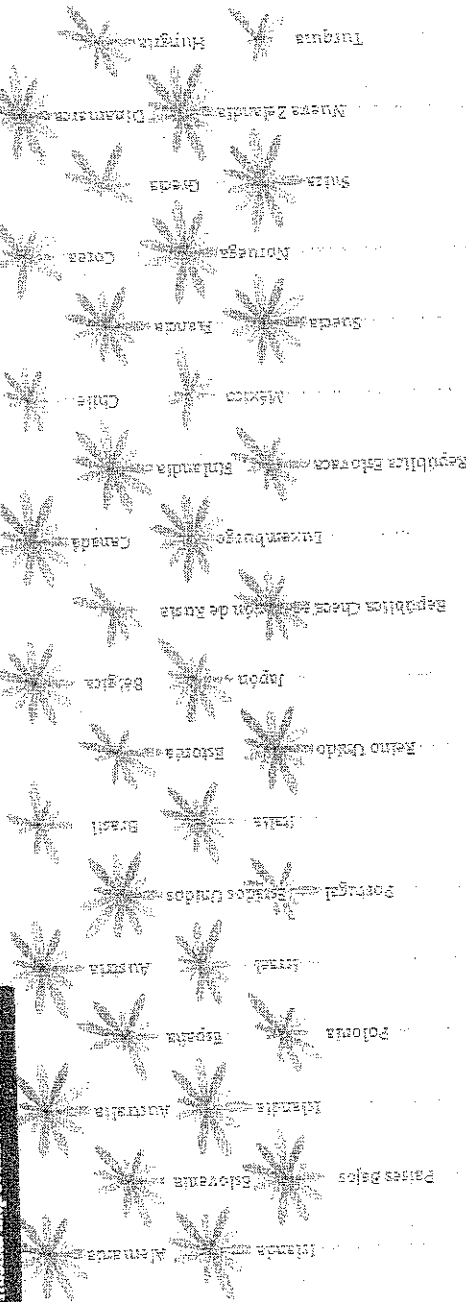 Irlanda Alemania
Países Bajos Eslovenia
Islandia Australia
Polonia España
Israel Austria
Portugal Estados Unidos
Italia Brasil
Reino Unido Estonia
Japón Bélgica
República Checa Federación de Rusia
Luxemburgo Canadá
República Eslovaca Finlandia
México Chile
Suecia Francia
Noruega Corea
Suiza Grecia
Nueva Zelandia Dinamarca
Turquía Hungría